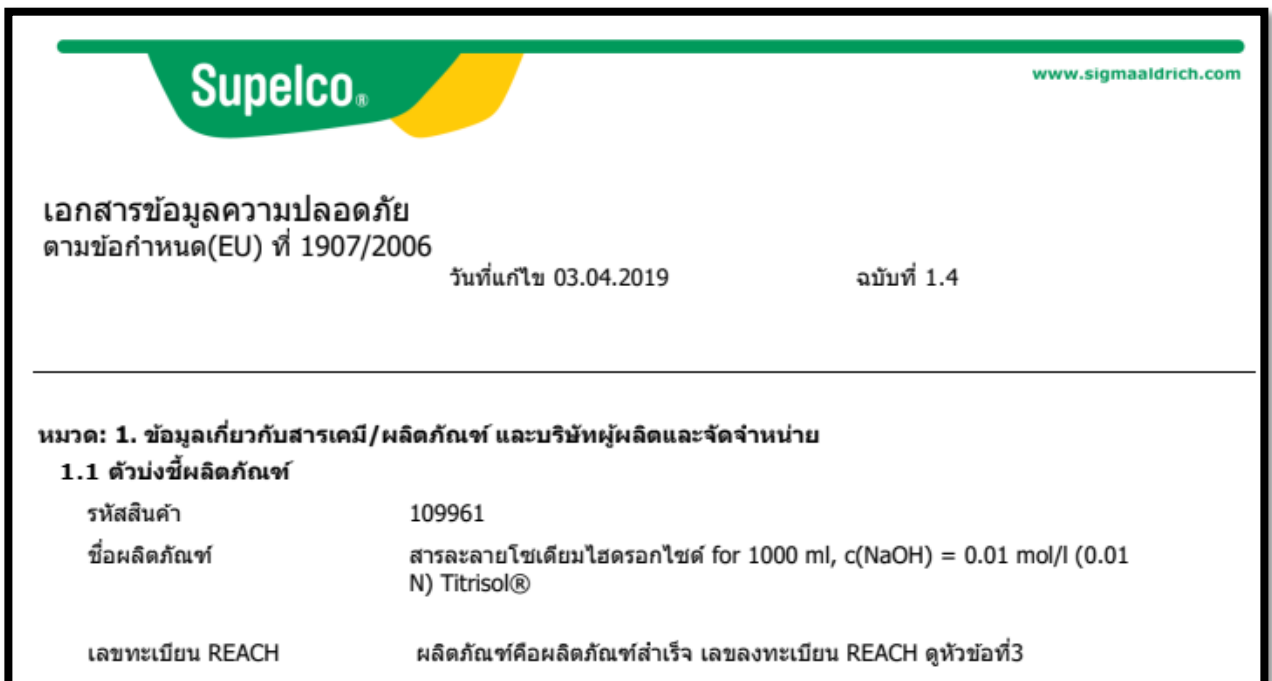 Supelco®
www.sigmaaldrich.com
เอกสารข้อมูลความปลอดภัย
ตามข้อกำหนด(EU) ที่ 1907/2006
วันที่แก้ไข 03.04.2019 ฉบับที่ 1.4
หมวด: 1. ข้อมูลเกี่ยวกับสารเคมี/ผลิตภัณฑ์ และบริษัทผู้ผลิตและจัดจำหน่าย
1.1 ตัวบ่งชี้ผลิตภัณฑ์
รหัสสินค้า 109961
ชื่อผลิตภัณฑ์ สารละลายโซเดียมไฮดรอกไซด์ for 1000 ml, c(NaOH) = 0.01 mol/l (0.01
N) Titrisol®
เลขทะเบียน REACH ผลิตภัณฑ์คือผลิตภัณฑ์สำเร็จ เลขลงทะเบียน REACH ดูหัวข้อที่3